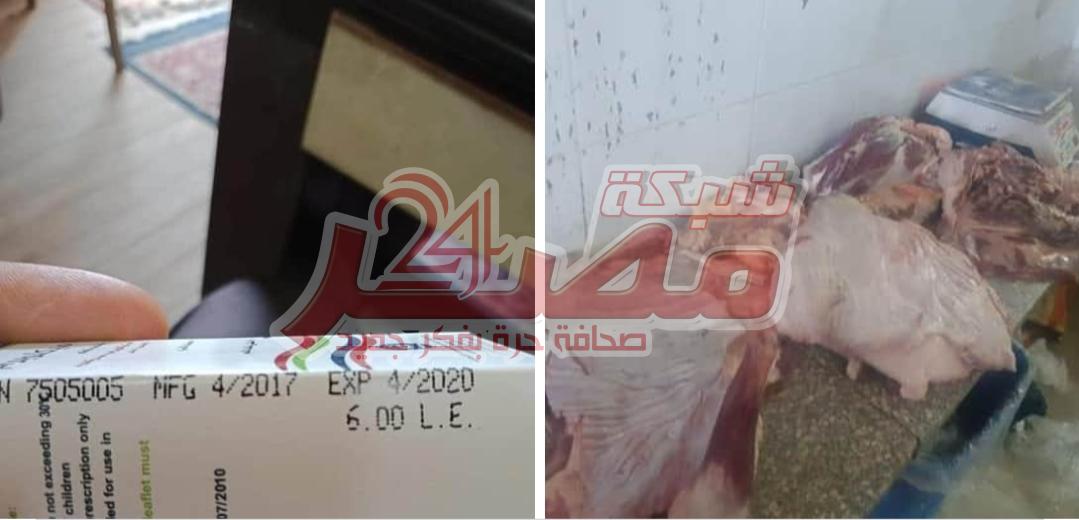 شبكة
مصر 24
صحافة حرة بفكر جديد
N 7505005 MFG 4/2017 EXP 4/2020
6.00 L.E.
not exceeding 30°
children
rescription only
ed for use in
eaflet must
07/2010